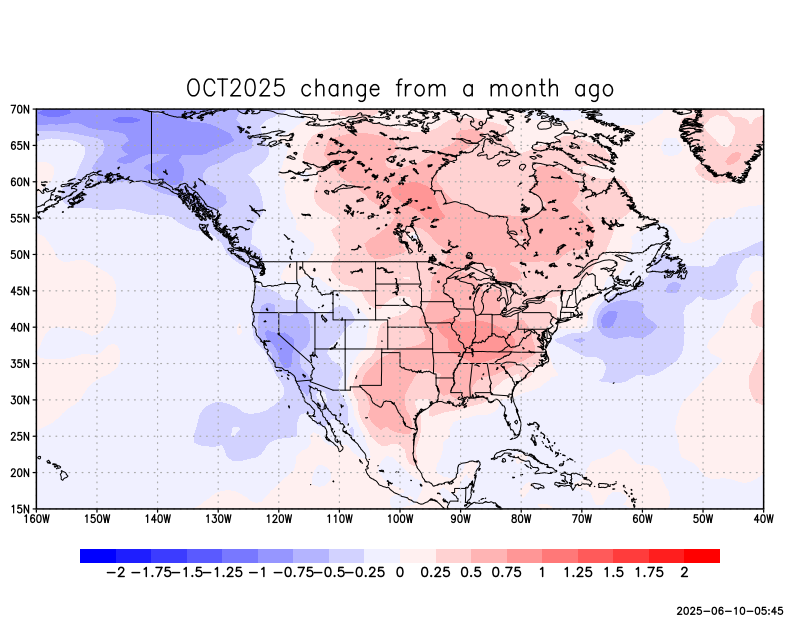 OCT2025 change from a month ago
70N
65N
60N
55N
50N
45N
40N
35N
30N
25N
20N
15N
160W 150W 140W 130W 120W 110W 100W 90W 80W 70W 60W 50W 40W
−2 −1.75 −1.5 −1.25 −1 −0.75 −0.5 −0.25 0 0.25 0.5 0.75 1 1.25 1.5 1.75 2
2025−06−10−05:45